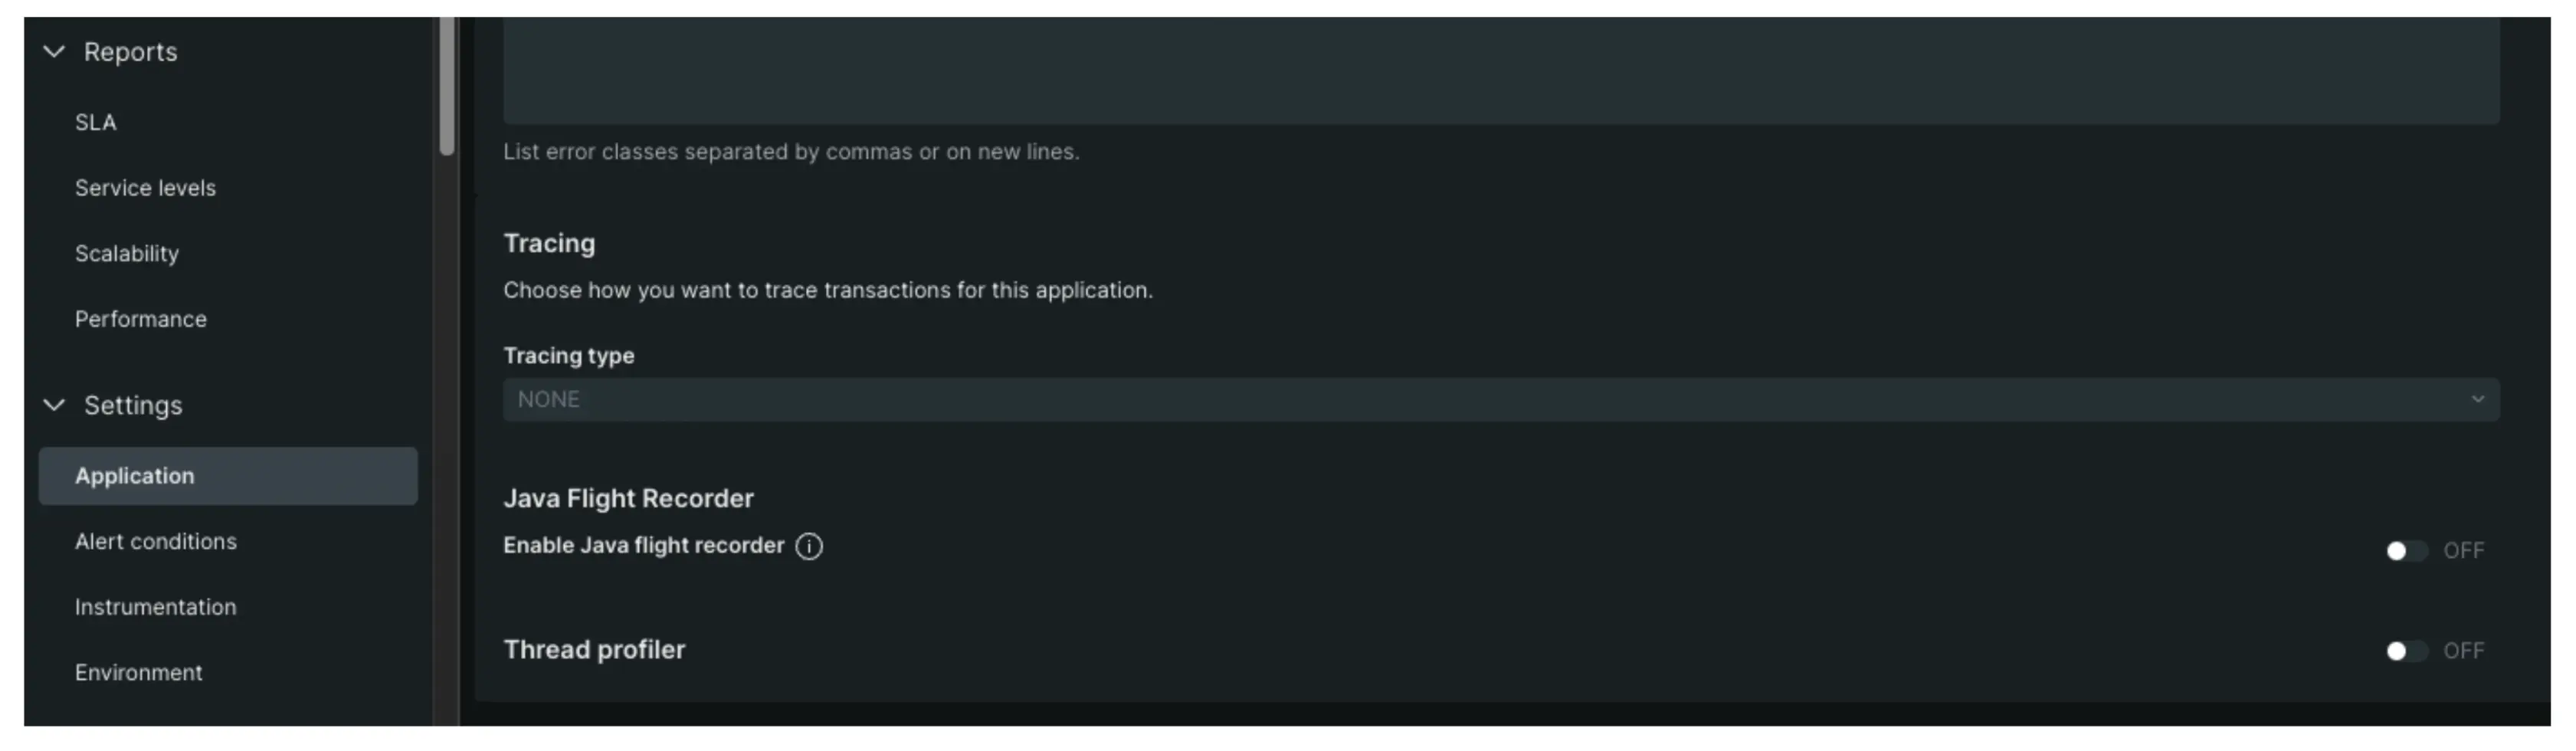 Reports
SLA
Service levels
Scalability
Performance
Settings
Application
Alert conditions
Instrumentation
Environment
List error classes separated by commas or on new lines.
Tracing
Choose how you want to trace transactions for this application.
Tracing type
NONE
Java Flight Recorder
Enable Java flight recorder
OFF
Thread profiler
OFF